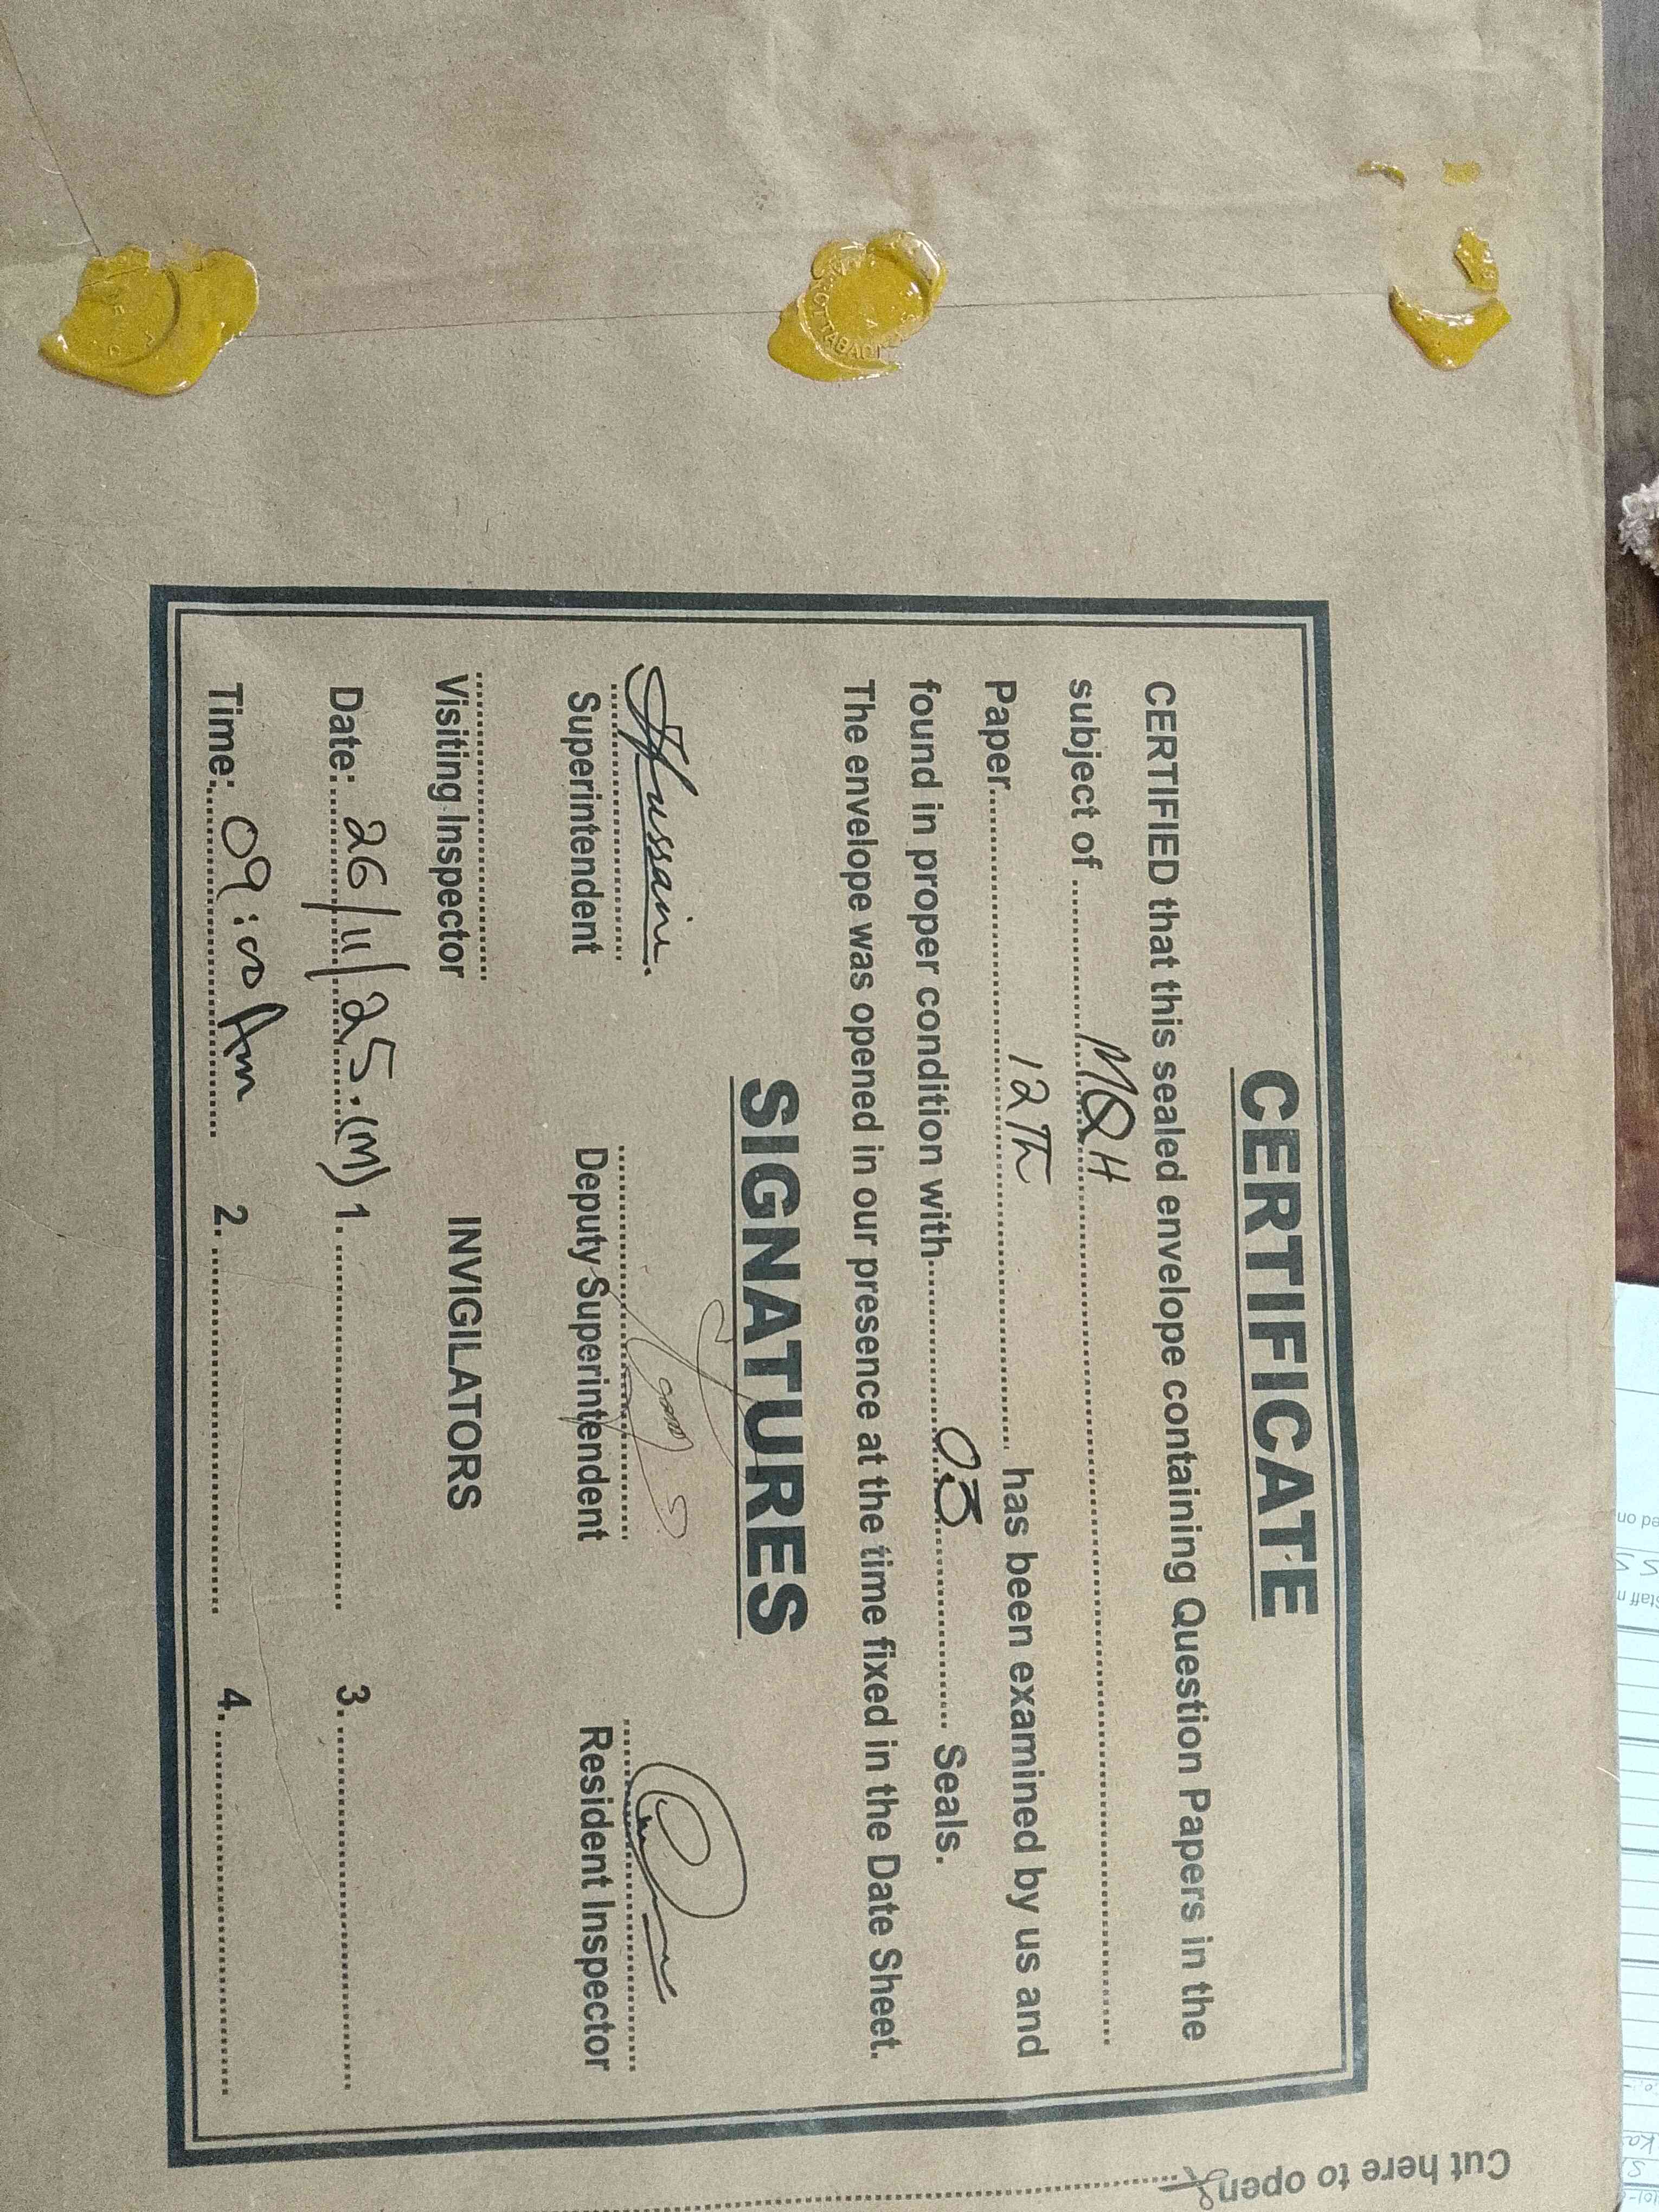 CERTIFICATE
CERTIFIED that this sealed envelope containing Question Papers in the
subject of ........ MQH ........
Paper ........ 12Th ........ has been examined by us and
found in proper condition with ........ 03 ........ Seals.
The envelope was opened in our presence at the time fixed in the Date Sheet.
SIGNATURES
Hussain
Superintendent Deputy Superintendent Resident Inspector
Visiting Inspector INVIGILATORS
Date: 26/11/25.(M) 1. ........ 3. ........
Time: 09:00 Am 2. ........ 4. ........
Cut here to open